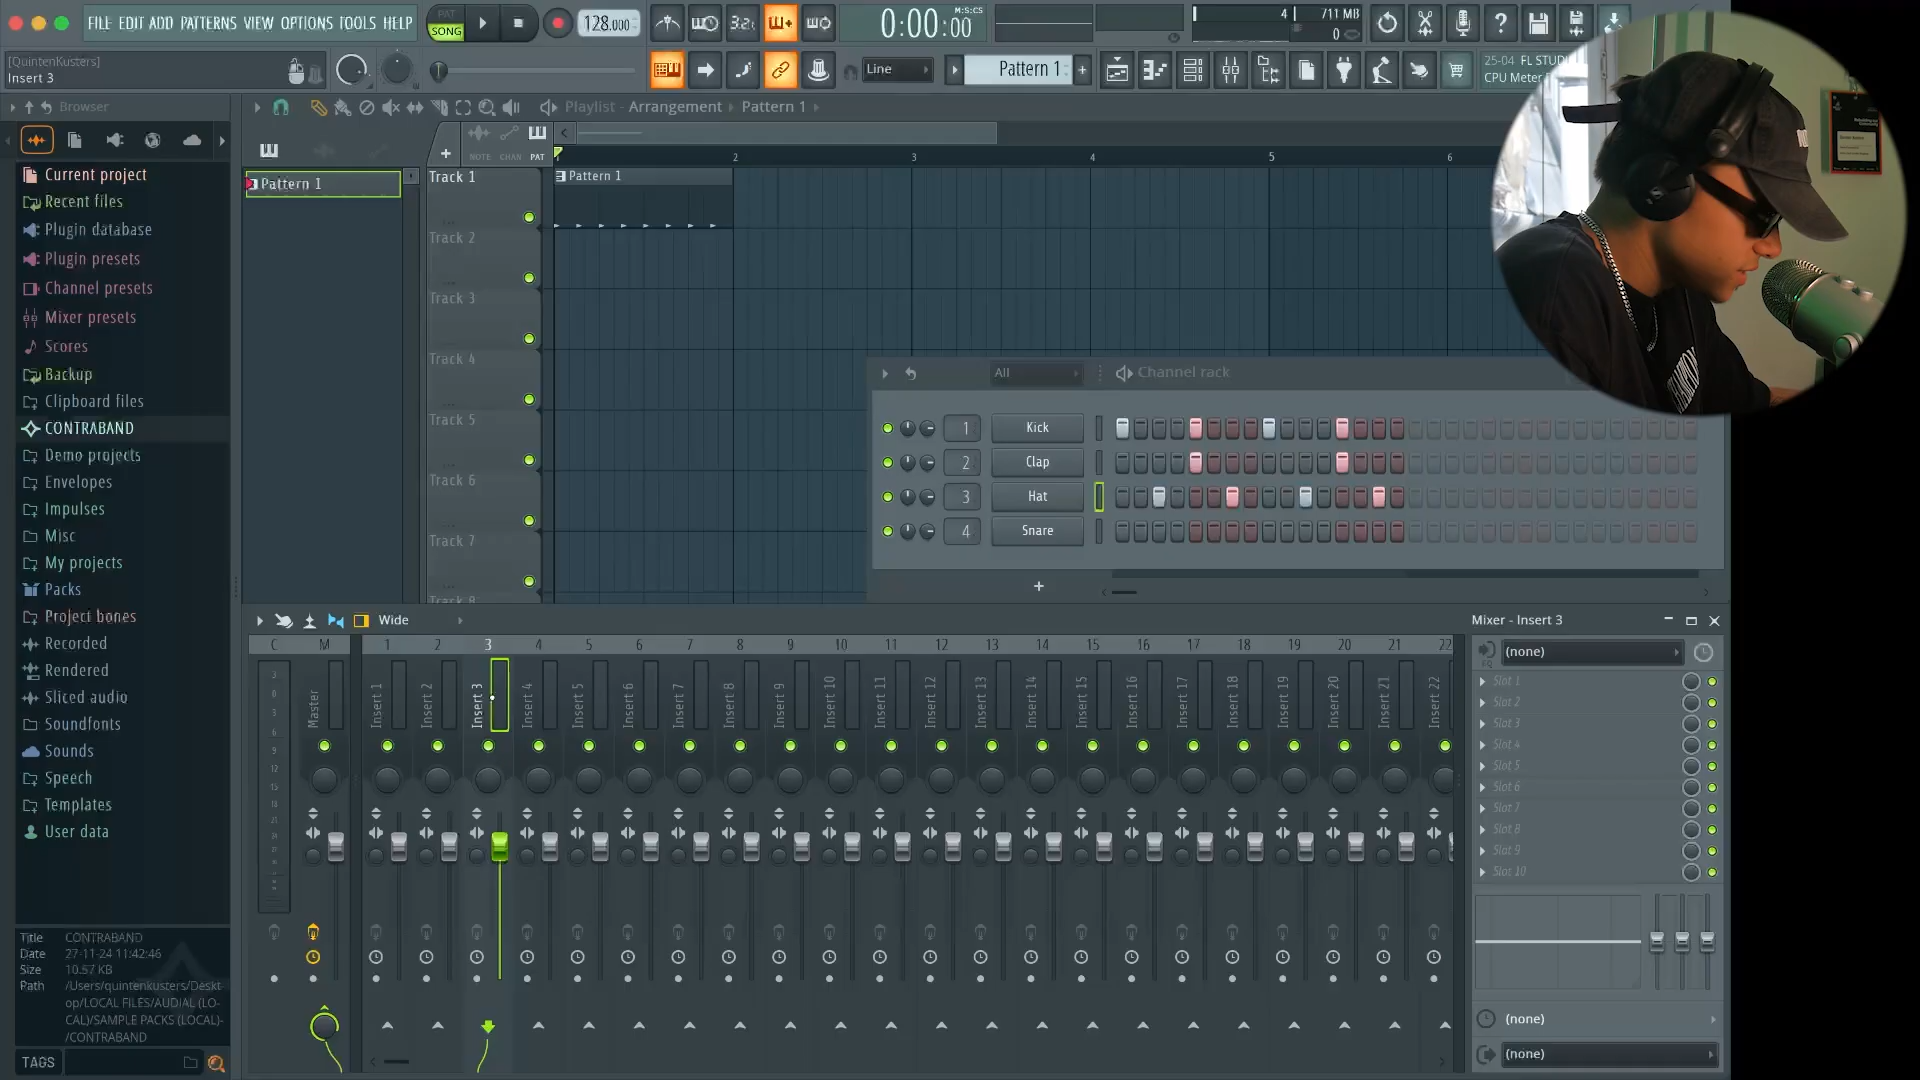 FILE EDIT ADD PATTERNS VIEW OPTIONS TOOLS HELP
PAT
SONG
128.000
3.2:
0:00:00
M:S:CS
4
711 MB
0
[QuintenKusters]
Insert 3
Line
Pattern 1
25-04 FL STUD
CPU Meter
Browser
Playlist - Arrangement Pattern 1
NOTE CHAN PAT
1 2 3 4 5 6
Current project
Recent files
Plugin database
Plugin presets
Channel presets
Mixer presets
Scores
Backup
Clipboard files
CONTRABAND
Demo projects
Envelopes
Impulses
Misc
My projects
Packs
Project bones
Recorded
Rendered
Sliced audio
Soundfonts
Sounds
Speech
Templates
User data
Title CONTRABAND
Date 27-11-24 11:42:46
Size 10.57 KB
Path /Users/quintenkusters/Deskt-
op/LOCAL FILES/AUDIAL (LO-
CAL)/SAMPLE PACKS (LOCAL)-
/CONTRABAND
TAGS
Pattern 1
Track 1
Pattern 1
Track 2
Track 3
Track 4
Track 5
Track 6
Track 7
Track 8
All
Channel rack
1 Kick
2 Clap
3 Hat
4 Snare
Wide
C M 1 2 3 4 5 6 7 8 9 10 11 12 13 14 15 16 17 18 19 20 21 22
Master
Insert 1
Insert 2
Insert 3
Insert 4
Insert 5
Insert 6
Insert 7
Insert 8
Insert 9
Insert 10
Insert 11
Insert 12
Insert 13
Insert 14
Insert 15
Insert 16
Insert 17
Insert 18
Insert 19
Insert 20
Insert 21
Insert 22
Mixer - Insert 3
(none)
Slot 1
Slot 2
Slot 3
Slot 4
Slot 5
Slot 6
Slot 7
Slot 8
Slot 9
Slot 10
(none)
(none)